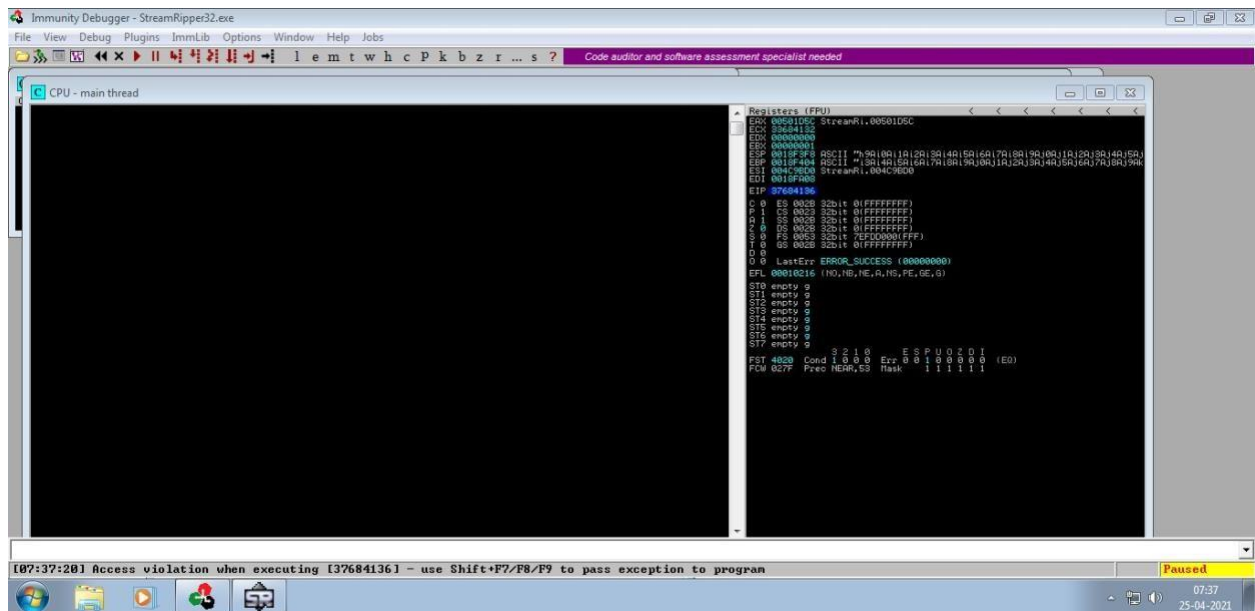 Immunity Debugger - StreamRipper32.exe
File View Debug Plugins ImmLib Options Window Help Jobs
l e m t w h c P k b z r ... s ? Code auditor and software assessment specialist needed
CPU - main thread
Registers (FPU) < < < < < < <
EAX 00501D5C StreamRi.00501D5C
ECX 33684132
EDX 00000000
EBX 00000001
ESP 0018F3F8 ASCII "h9Ai0Ai1Ai2Ai3Ai4Ai5Ai6Ai7Ai8Ai9Aj0Aj1Aj2Aj3Aj4Aj5Aj
EBP 0018F404 ASCII "i3Ai4Ai5Ai6Ai7Ai8Ai9Aj0Aj1Aj2Aj3Aj4Aj5Aj6Aj7Aj8Aj9Ak
ESI 004C9BD0 StreamRi.004C9BD0
EDI 0018FA08
EIP 37684136
C 0 ES 002B 32bit 0(FFFFFFFF)
P 1 CS 0023 32bit 0(FFFFFFFF)
A 1 SS 002B 32bit 0(FFFFFFFF)
Z 0 DS 002B 32bit 0(FFFFFFFF)
S 0 FS 0053 32bit 7EFDD000(FFF)
T 0 GS 002B 32bit 0(FFFFFFFF)
D 0
O 0 LastErr ERROR_SUCCESS (00000000)
EFL 00010216 (NO,NB,NE,A,NS,PE,GE,G)
ST0 empty g
ST1 empty g
ST2 empty g
ST3 empty g
ST4 empty g
ST5 empty g
ST6 empty g
ST7 empty g
3 2 1 0 E S P U O Z D I
FST 4020 Cond 1 0 0 0 Err 0 0 1 0 0 0 0 0 (EQ)
FCW 027F Prec NEAR,53 Mask 1 1 1 1 1 1
[07:37:20] Access violation when executing [37684136] - use Shift+F7/F8/F9 to pass exception to program
Paused
07:37
25-04-2021